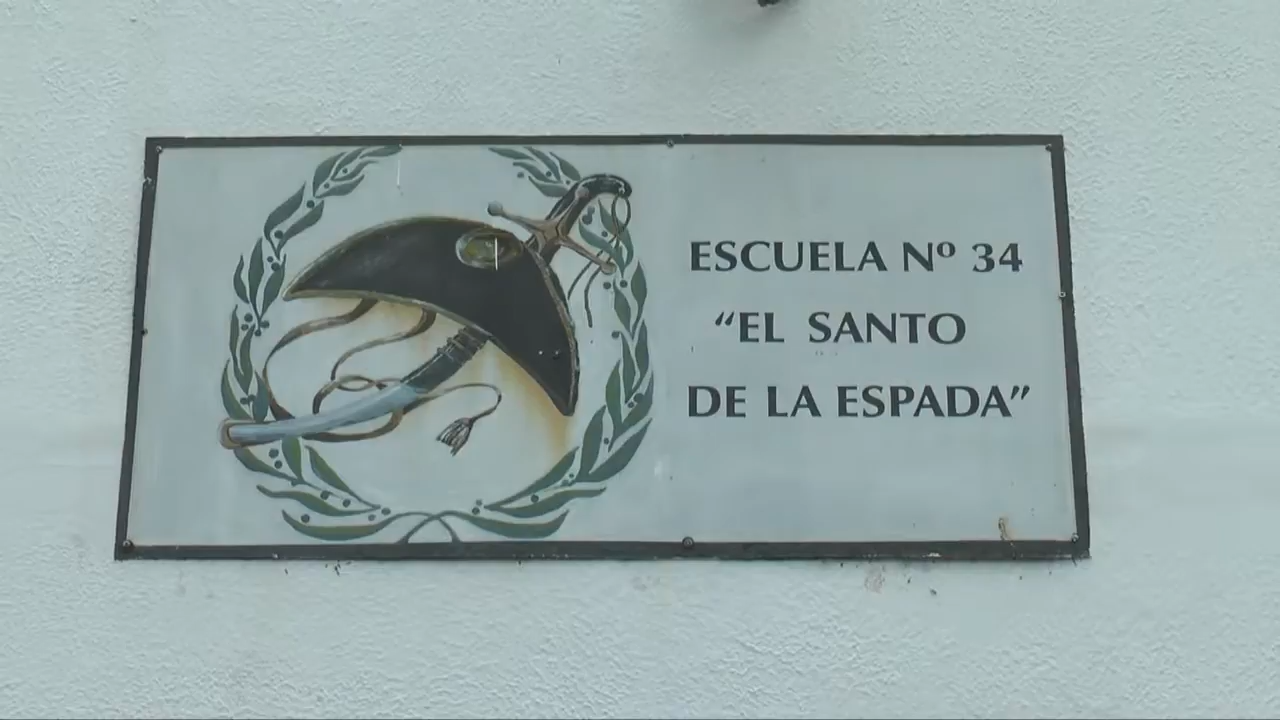 ESCUELA Nº 34
“EL SANTO
DE LA ESPADA”